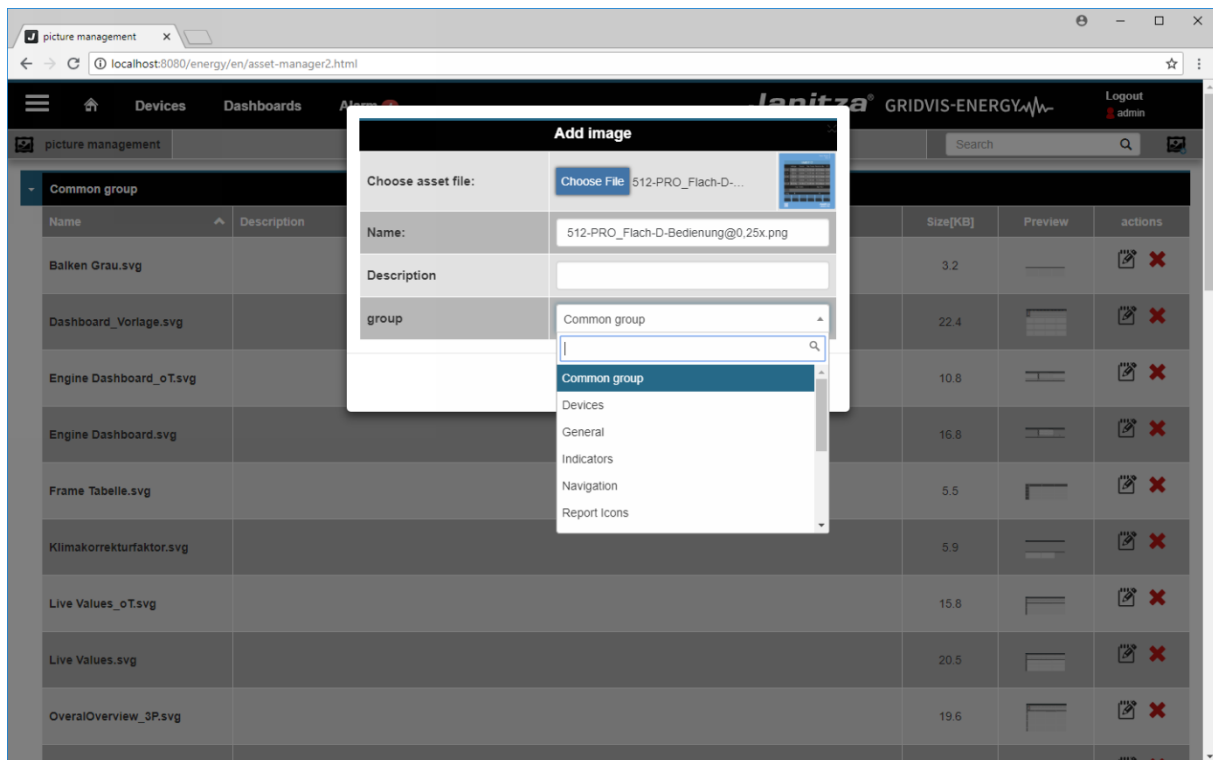 picture management
localhost:8080/energy/en/asset-manager2.html
Devices Dashboards Alarm Janitza® GRIDVIS-ENERGY Logout
admin
picture management Search
Add image
Choose asset file: Choose File 512-PRO_Flach-D-...
Name: 512-PRO_Flach-D-Bedienung@0,25x.png
Description
group Common group
Common group
Devices
General
Indicators
Navigation
Report Icons
Common group
Name Description Size[KB] Preview actions
Balken Grau.svg 3.2
Dashboard_Vorlage.svg 22.4
Engine Dashboard_oT.svg 10.8
Engine Dashboard.svg 16.8
Frame Tabelle.svg 5.5
Klimakorrekturfaktor.svg 5.9
Live Values_oT.svg 15.8
Live Values.svg 20.5
OveralOverview_3P.svg 19.6